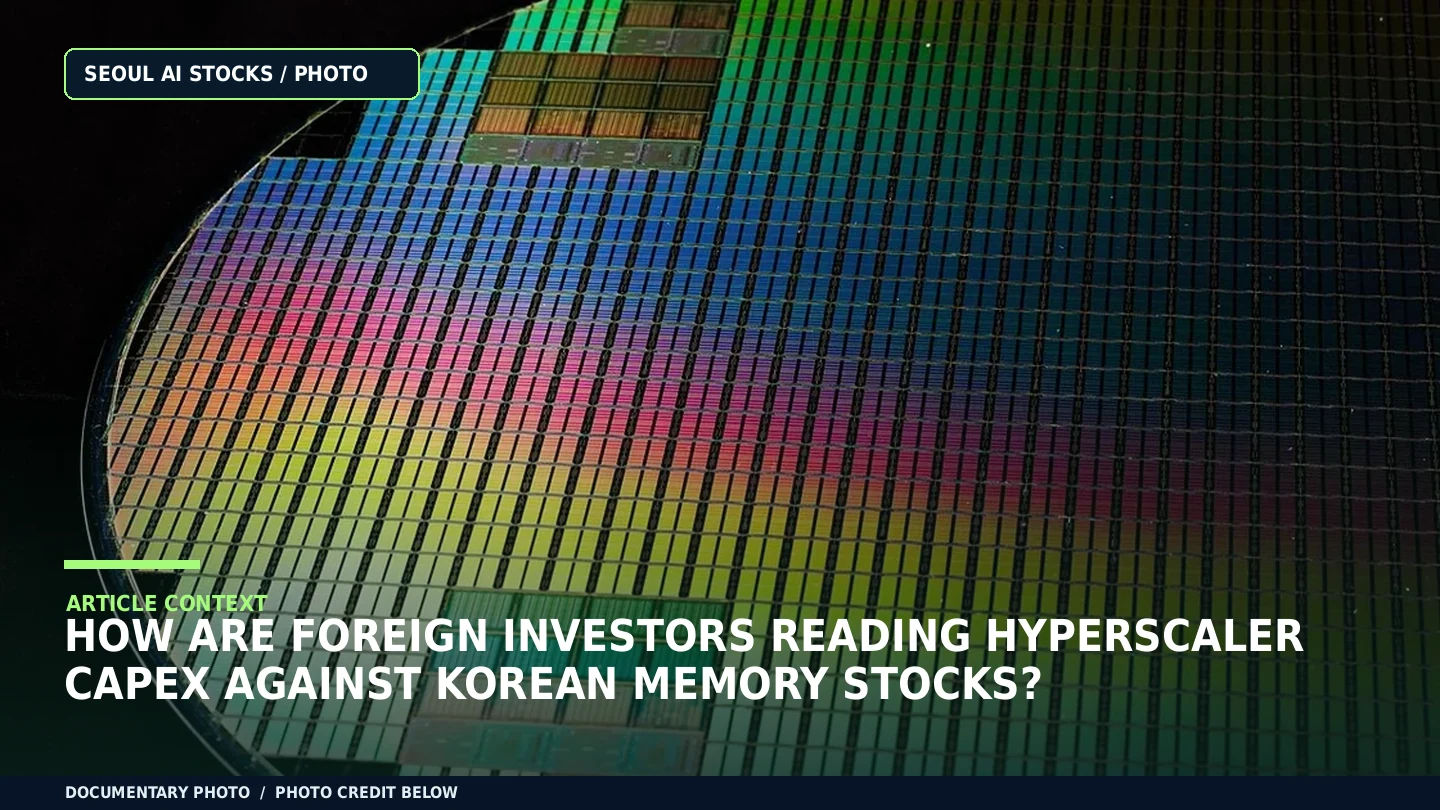 SEOUL AI STOCKS / PHOTO
ARTICLE CONTEXT
HOW ARE FOREIGN INVESTORS READING HYPERSCALER
CAPEX AGAINST KOREAN MEMORY STOCKS?
DOCUMENTARY PHOTO / PHOTO CREDIT BELOW